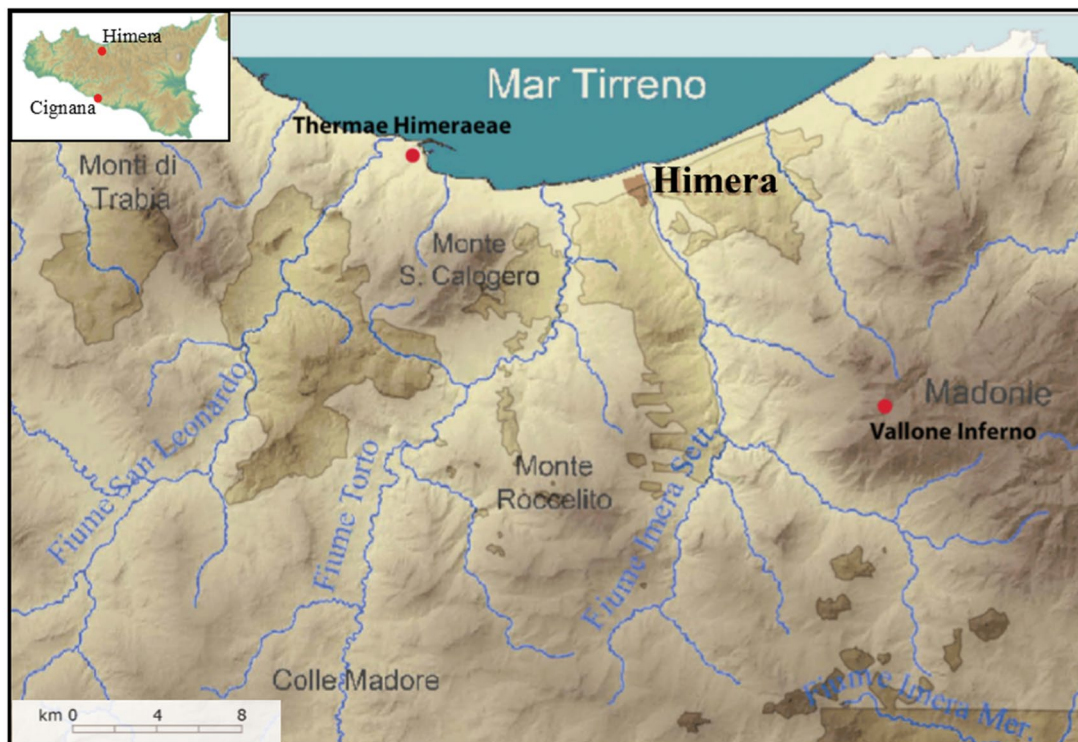 Himera
Cignana
Mar Tirreno
Thermae Himeraeae
Monti di
Trabia
Himera
Monte
S. Calogero
Fiume San Leonardo
Madonie
Vallone Inferno
Fiume Torto
Monte
Roccelito
Fiume Imera Sett.
Colle Madore
Fiume Imera Mer.
km 0 4 8